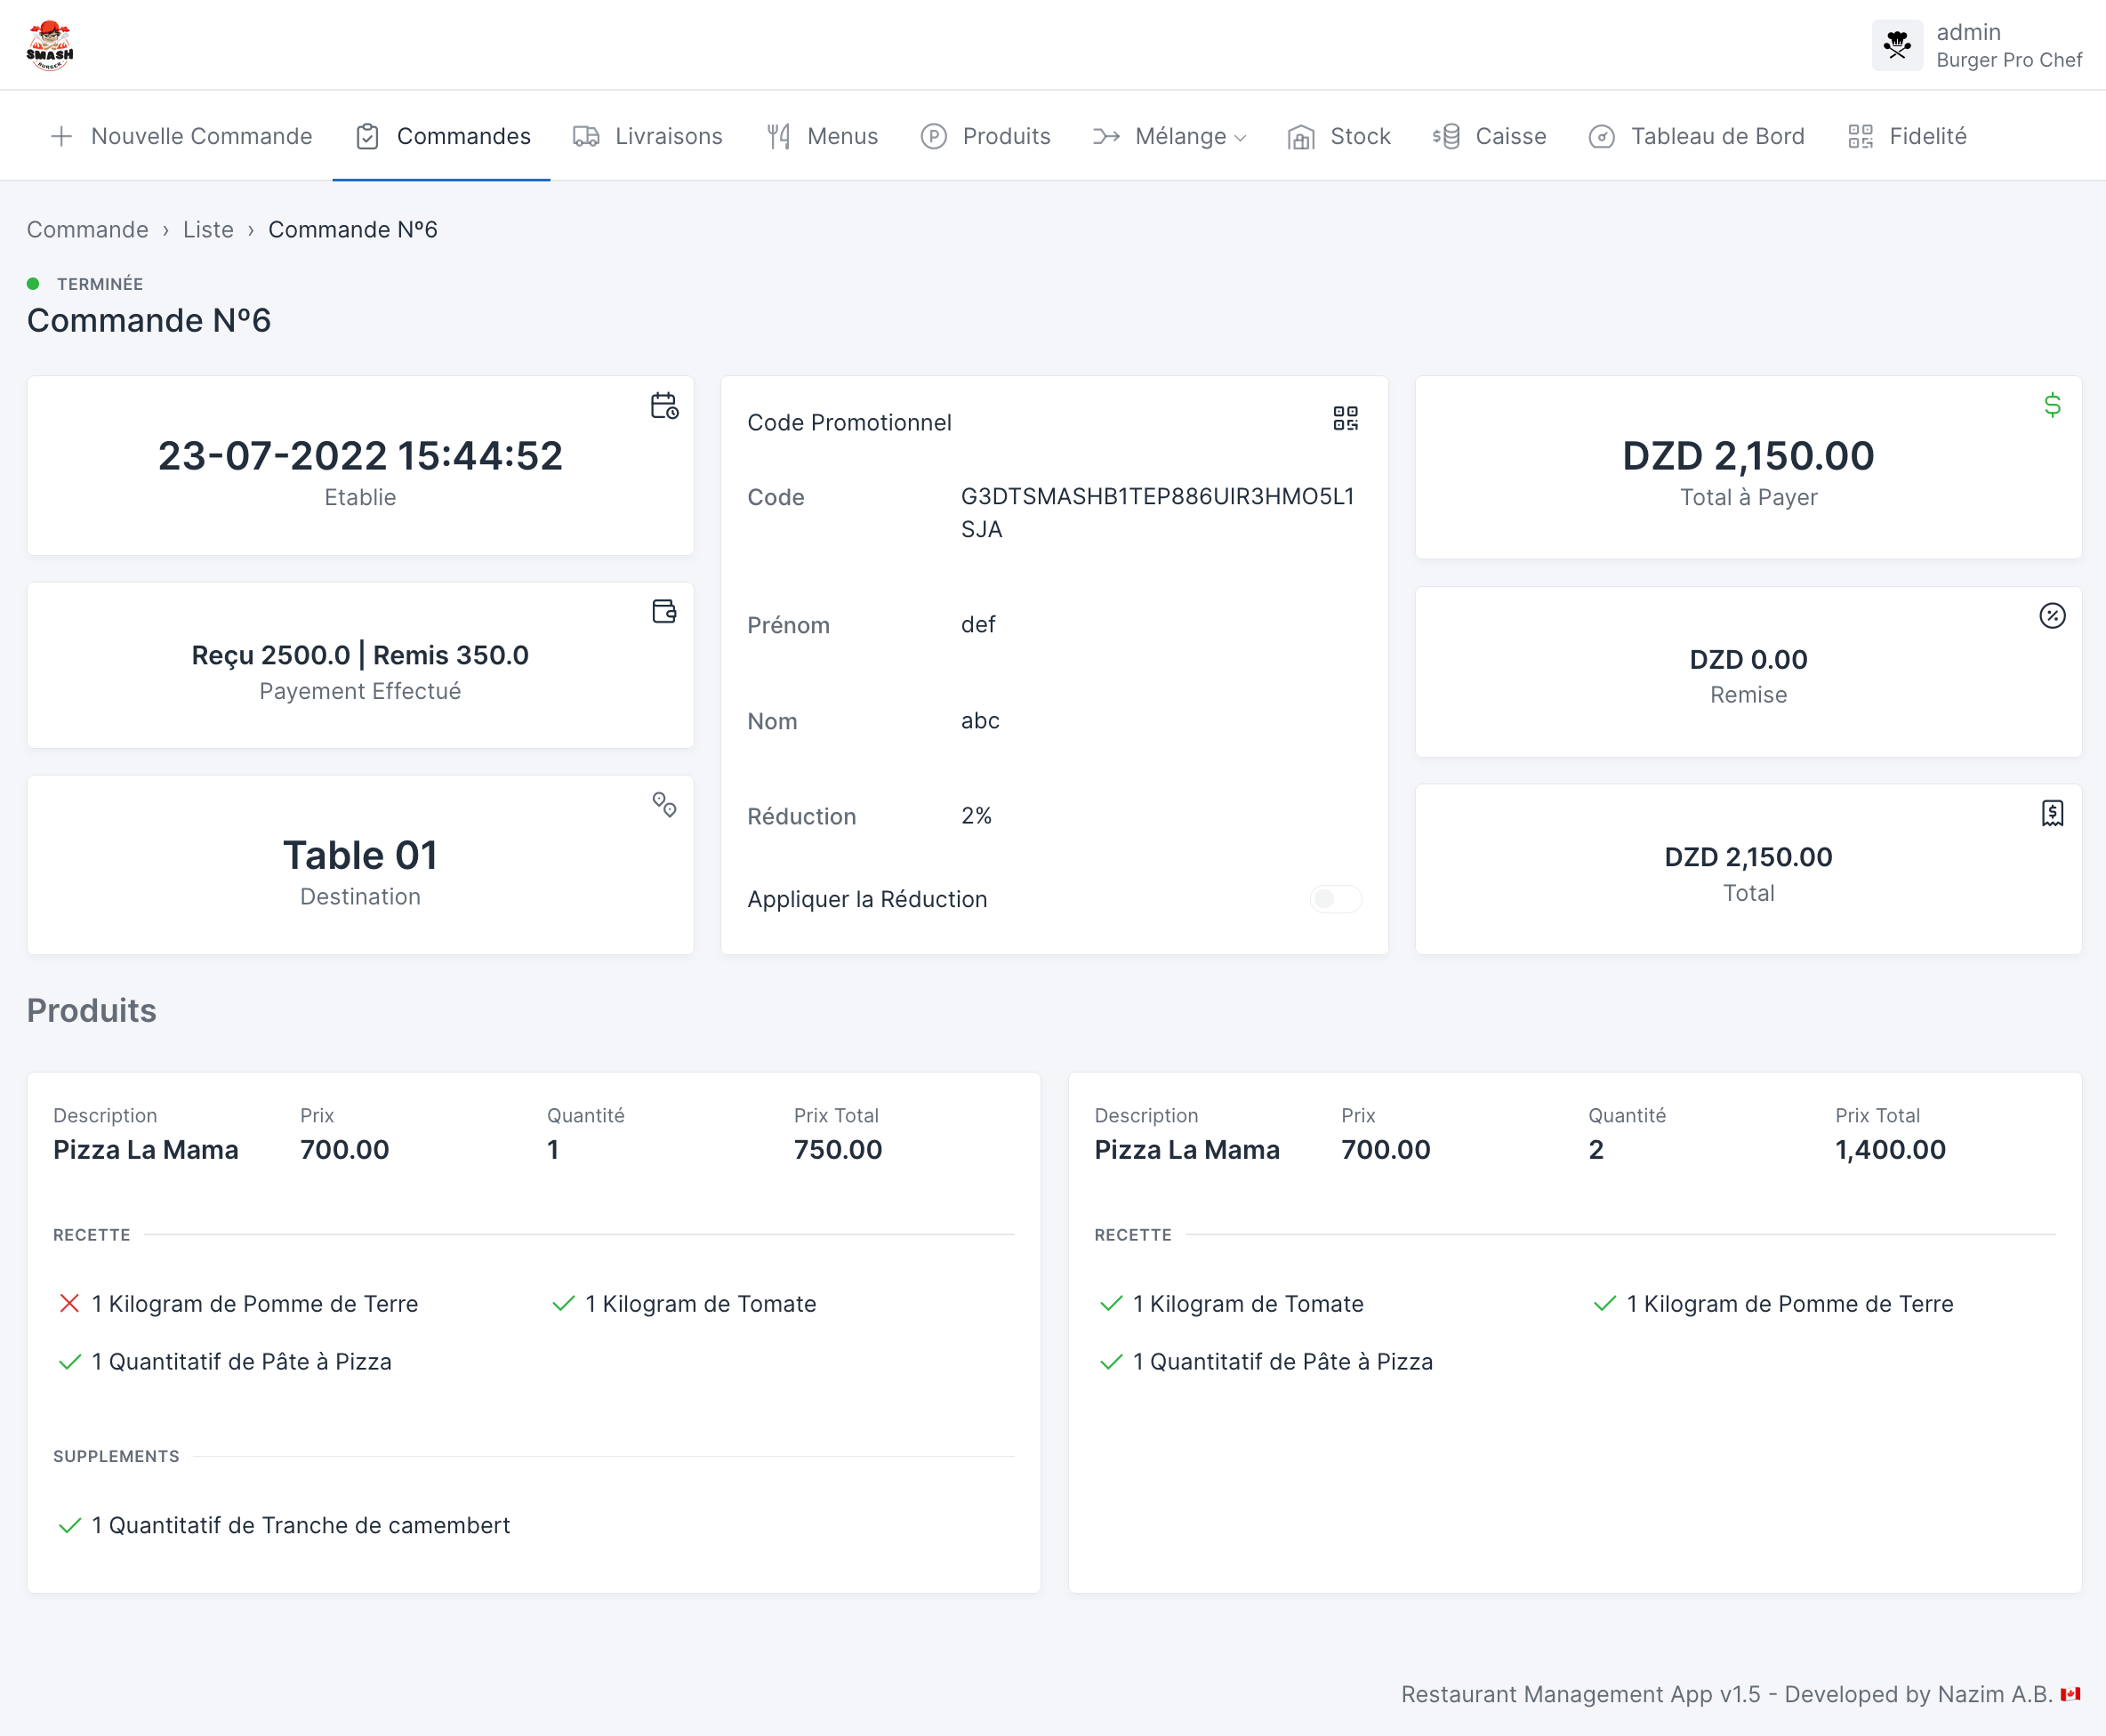 SMASH
BURGER
admin
Burger Pro Chef
Nouvelle Commande
Commandes
Livraisons
Menus
Produits
Mélange
Stock
Caisse
Tableau de Bord
Fidelité
Commande › Liste › Commande Nº6
TERMINÉE
Commande Nº6
23-07-2022 15:44:52
Etablie
Reçu 2500.0 | Remis 350.0
Payement Effectué
Table 01
Destination
Code Promotionnel
Code
G3DTSMASHB1TEP886UIR3HMO5L1
SJA
Prénom
def
Nom
abc
Réduction
2%
Appliquer la Réduction
DZD 2,150.00
Total à Payer
DZD 0.00
Remise
DZD 2,150.00
Total
Produits
Description
Pizza La Mama
Prix
700.00
Quantité
1
Prix Total
750.00
RECETTE
1 Kilogram de Pomme de Terre
1 Kilogram de Tomate
1 Quantitatif de Pâte à Pizza
SUPPLEMENTS
1 Quantitatif de Tranche de camembert
Description
Pizza La Mama
Prix
700.00
Quantité
2
Prix Total
1,400.00
RECETTE
1 Kilogram de Tomate
1 Kilogram de Pomme de Terre
1 Quantitatif de Pâte à Pizza
Restaurant Management App v1.5 - Developed by Nazim A.B. 🇨🇦